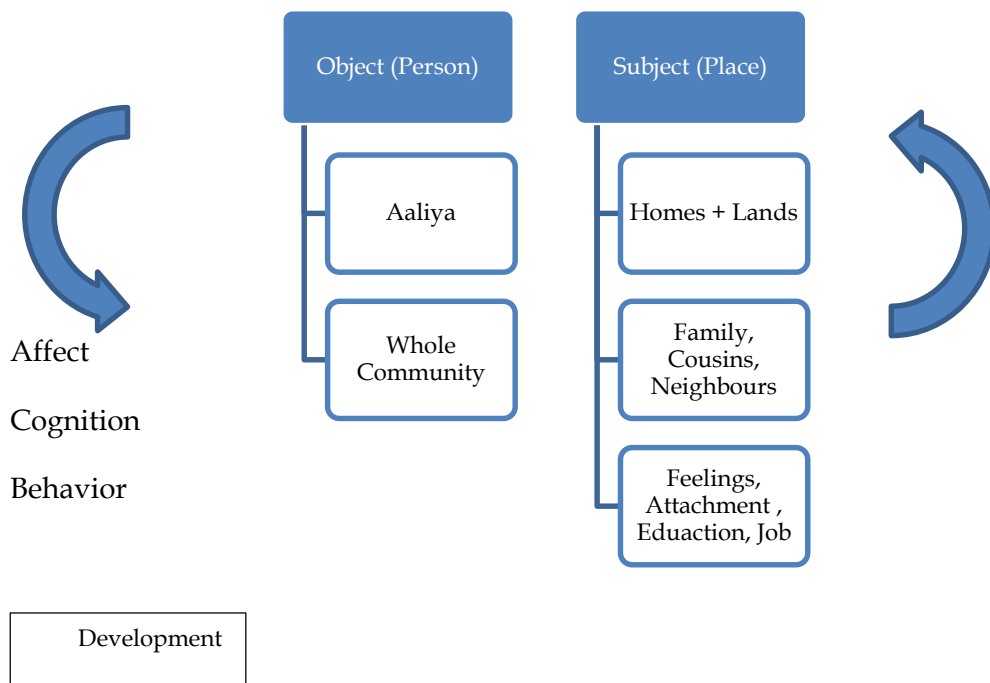 Object (Person)
Subject (Place)
Aaliya
Homes + Lands
Whole
Community
Family,
Cousins,
Neighbours
Feelings,
Attachment ,
Eduaction, Job
Affect
Cognition
Behavior
Development